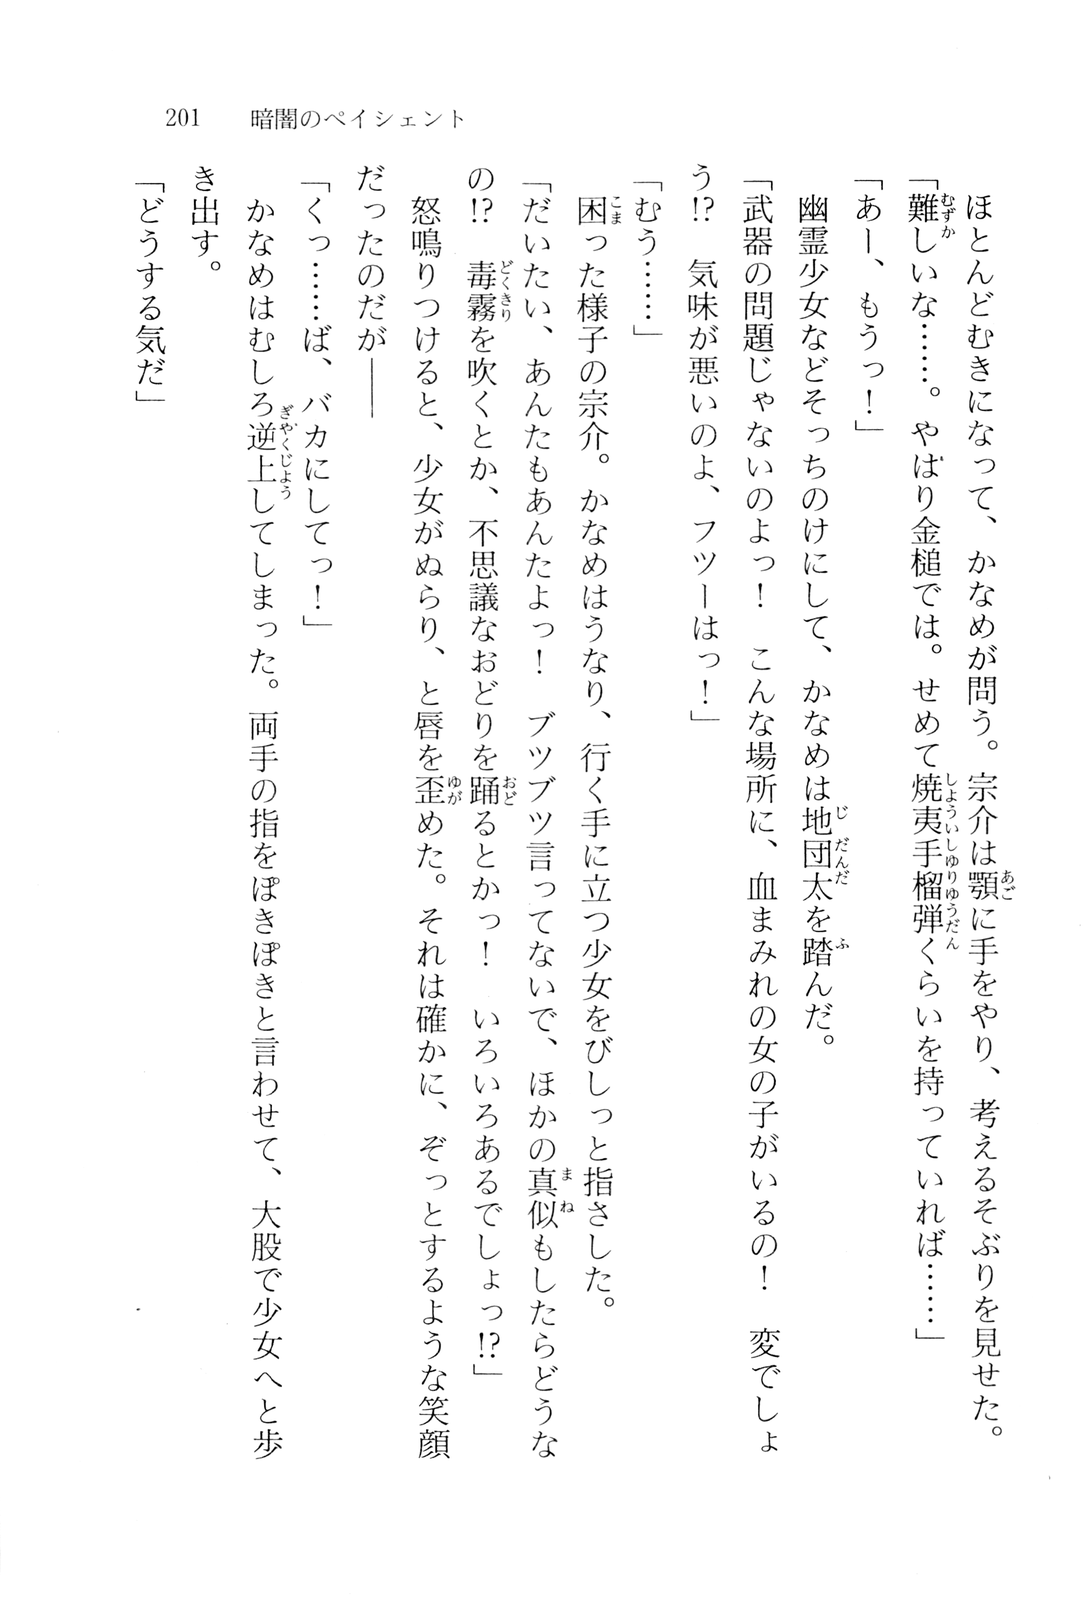 201　暗闇のペイシェント
　ほとんどむきになって、かなめが問う。宗介は顎に手をやり、考えるそぶりを見せた。
「難しいな……。やはり金槌では。せめて焼夷手榴弾くらいを持っていれば……」
「あー、もうっ！」
　幽霊少女などそっちのけにして、かなめは地団太を踏んだ。
「武器の問題じゃないのよっ！　こんな場所に、血まみれの女の子がいるの！　変でしょ
う!?　気味が悪いのよ、フツーはっ！」
「むう……」
　困った様子の宗介。かなめはうなり、行く手に立つ少女をびしっと指さした。
「だいたい、あんたもあんたよっ！　ブツブツ言ってないで、ほかの真似もしたらどうな
の!?　毒霧を吹くとか、不思議なおどりを踊るとかっ！　いろいろあるでしょっ!?」
　怒鳴りつけると、少女がぬらり、と唇を歪めた。それは確かに、ぞっとするような笑顔
だったのだが――
「くっ……ば、バカにしてっ！」
　かなめはむしろ逆上してしまった。両手の指をぽきぽきと言わせて、大股で少女へと歩
き出す。
「どうする気だ」